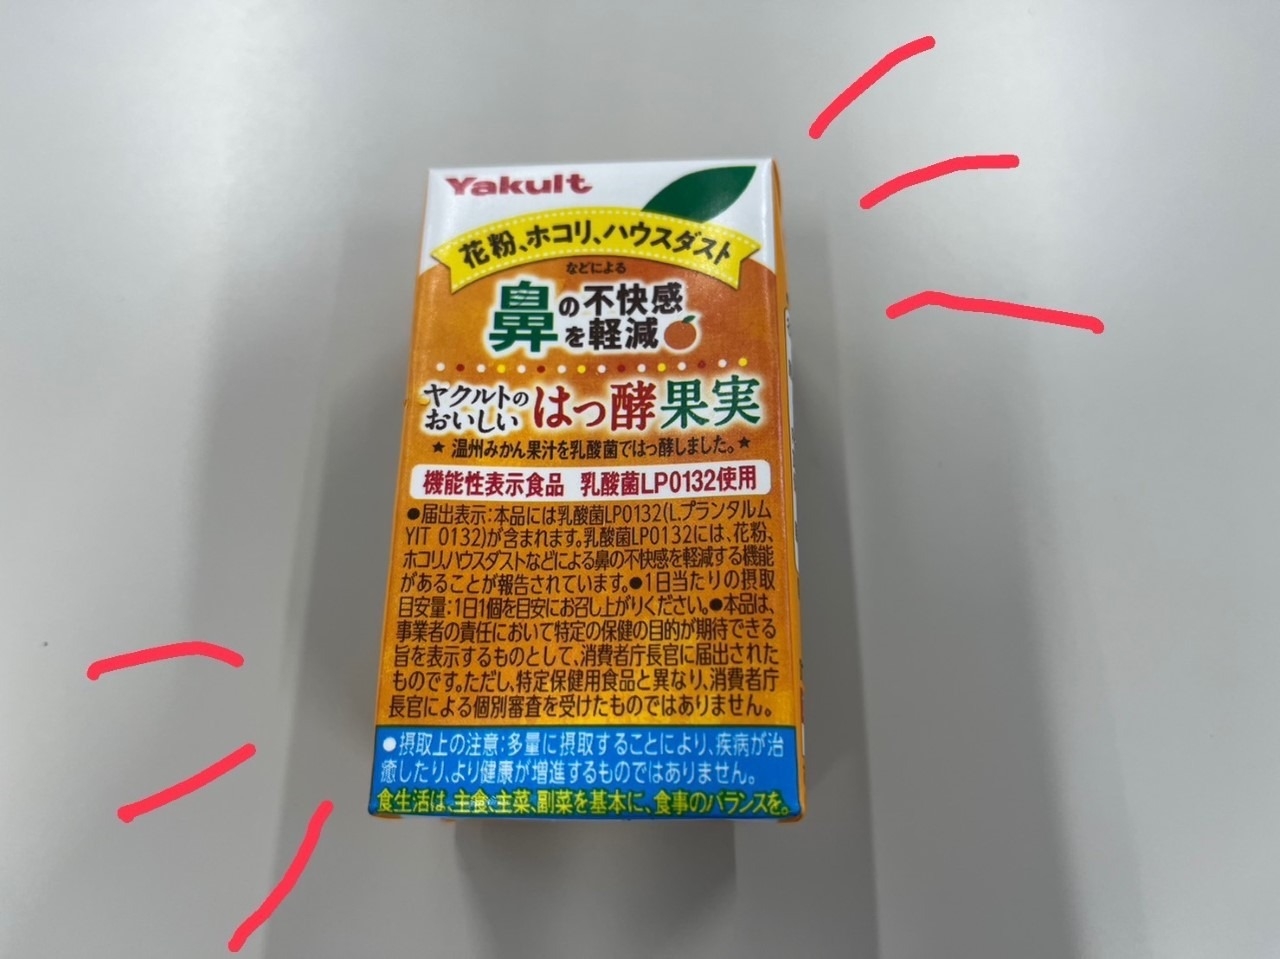 Yakult
花粉、ホコリ、ハウスダスト
などによる
鼻の不快感
を軽減
ヤクルトの
おいしい はっ酵果実
★温州みかん果汁を乳酸菌ではっ酵しました。★
機能性表示食品 乳酸菌LP0132使用
●届出表示:本品には乳酸菌LP0132(L.プランタルム
YIT 0132)が含まれます。乳酸菌LP0132には、花粉、
ホコリ、ハウスダストなどによる鼻の不快感を軽減する機能
があることが報告されています。●1日当たりの摂取
目安量:1日1個を目安にお召し上がりください。●本品は、
事業者の責任において特定の保健の目的が期待できる
旨を表示するものとして、消費者庁長官に届出された
ものです。ただし、特定保健用食品と異なり、消費者庁
長官による個別審査を受けたものではありません。
●摂取上の注意:多量に摂取することにより、疾病が治
癒したり、より健康が増進するものではありません。
食生活は、主食、主菜、副菜を基本に、食事のバランスを。